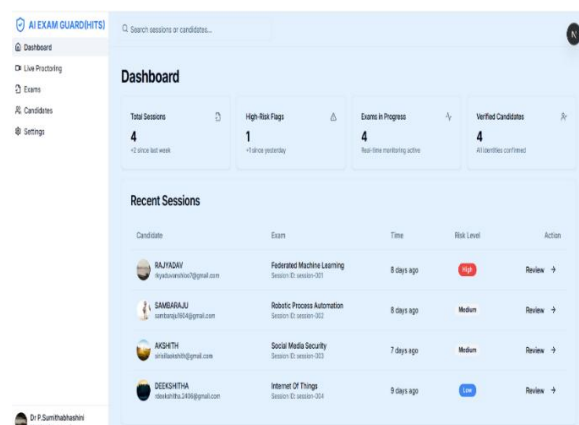 AI EXAM GUARD(HITS)
Search sessions or candidates...
N
Dashboard
Live Proctoring
Exams
Candidates
Settings
Dashboard
Total Sessions
4
+2 since last week
High-Risk Flags
1
+1 since yesterday
Exams in Progress
4
Real-time monitoring active
Verified Candidates
4
All identities confirmed
Recent Sessions
Candidate Exam Time Risk Level Action
RAJYADAV Federated Machine Learning 8 days ago High Review →
Session ID: session-001
SAMBARAJU Robotic Process Automation 8 days ago Medium Review →
Session ID: session-002
AKSHITH Social Media Security 7 days ago Medium Review →
Session ID: session-003
DEEKSHITHA Internet Of Things 9 days ago Low Review →
Session ID: session-004
Dr P.Sumithabhashini